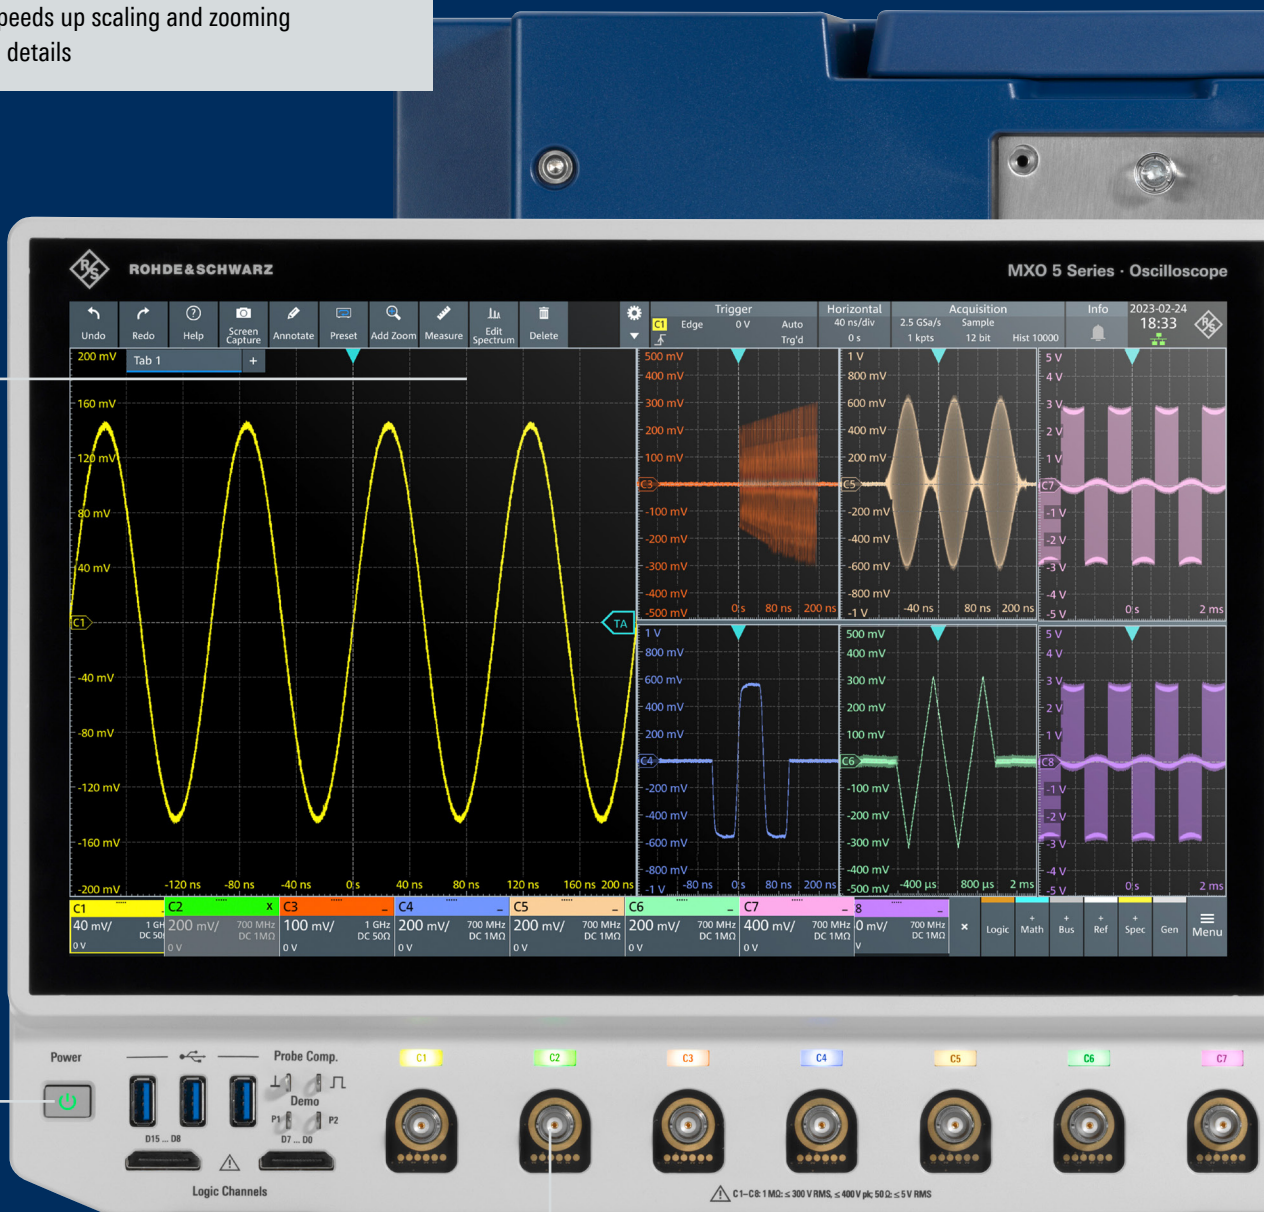 peeds up scaling and zooming
details
ROHDE&SCHWARZ
MXO 5 Series · Oscilloscope
Undo Redo Help Screen Capture Annotate Preset Add Zoom Measure Edit Spectrum Delete
Trigger Horizontal Acquisition Info 2023-02-24
C1 Edge 0 V Auto 40 ns/div 2.5 GSa/s Sample 18:33
Trg'd 0 s 1 kpts 12 bit Hist 10000
Tab 1 +
200 mV
160 mV
120 mV
80 mV
40 mV
C1
-40 mV
-80 mV
-120 mV
-160 mV
-200 mV
-120 ns -80 ns -40 ns 0 s 40 ns 80 ns 120 ns 160 ns 200 ns
TA
500 mV
400 mV
300 mV
200 mV
100 mV
C3
-100 mV
-200 mV
-300 mV
-400 mV
-500 mV
0 s 80 ns 200 ns
1 V
800 mV
600 mV
400 mV
200 mV
C5
-200 mV
-400 mV
-600 mV
-800 mV
-1 V
-40 ns 80 ns 200 ns
5 V
4 V
3 V
2 V
1 V
C7
-1 V
-2 V
-3 V
-4 V
-5 V
0 s 2 ms
1 V
800 mV
600 mV
400 mV
200 mV
C4
-200 mV
-400 mV
-600 mV
-800 mV
-1 V
-80 ns 0 s 80 ns 200 ns
500 mV
400 mV
300 mV
200 mV
100 mV
C6
-100 mV
-200 mV
-300 mV
-400 mV
-500 mV
-400 µs 800 µs 2 ms
5 V
4 V
3 V
2 V
1 V
C8
-1 V
-2 V
-3 V
-4 V
-5 V
0 s 2 ms
C1 C2 x C3 C4 C5 C6 C7 8
40 mV/ 1 GH 200 mV/ 700 MHz 100 mV/ 1 GHz 200 mV/ 700 MHz 200 mV/ 700 MHz 200 mV/ 700 MHz 400 mV/ 700 MHz 0 mV/ 700 MHz
DC 50 DC 1MΩ DC 50Ω DC 1MΩ DC 1MΩ DC 1MΩ DC 1MΩ DC 1MΩ
0 V 0 V 0 V 0 V 0 V 0 V 0 V V
x Logic + Math + Bus + Ref + Spec Gen Menu
Power Probe Comp. C1 C2 C3 C4 C5 C6 C7
Demo
P1 P2
D15 ... D8 D7 ... D0
Logic Channels
C1–C8: 1 MΩ: ≤ 300 V RMS, ≤ 400 V pk; 50 Ω: ≤ 5 V RMS